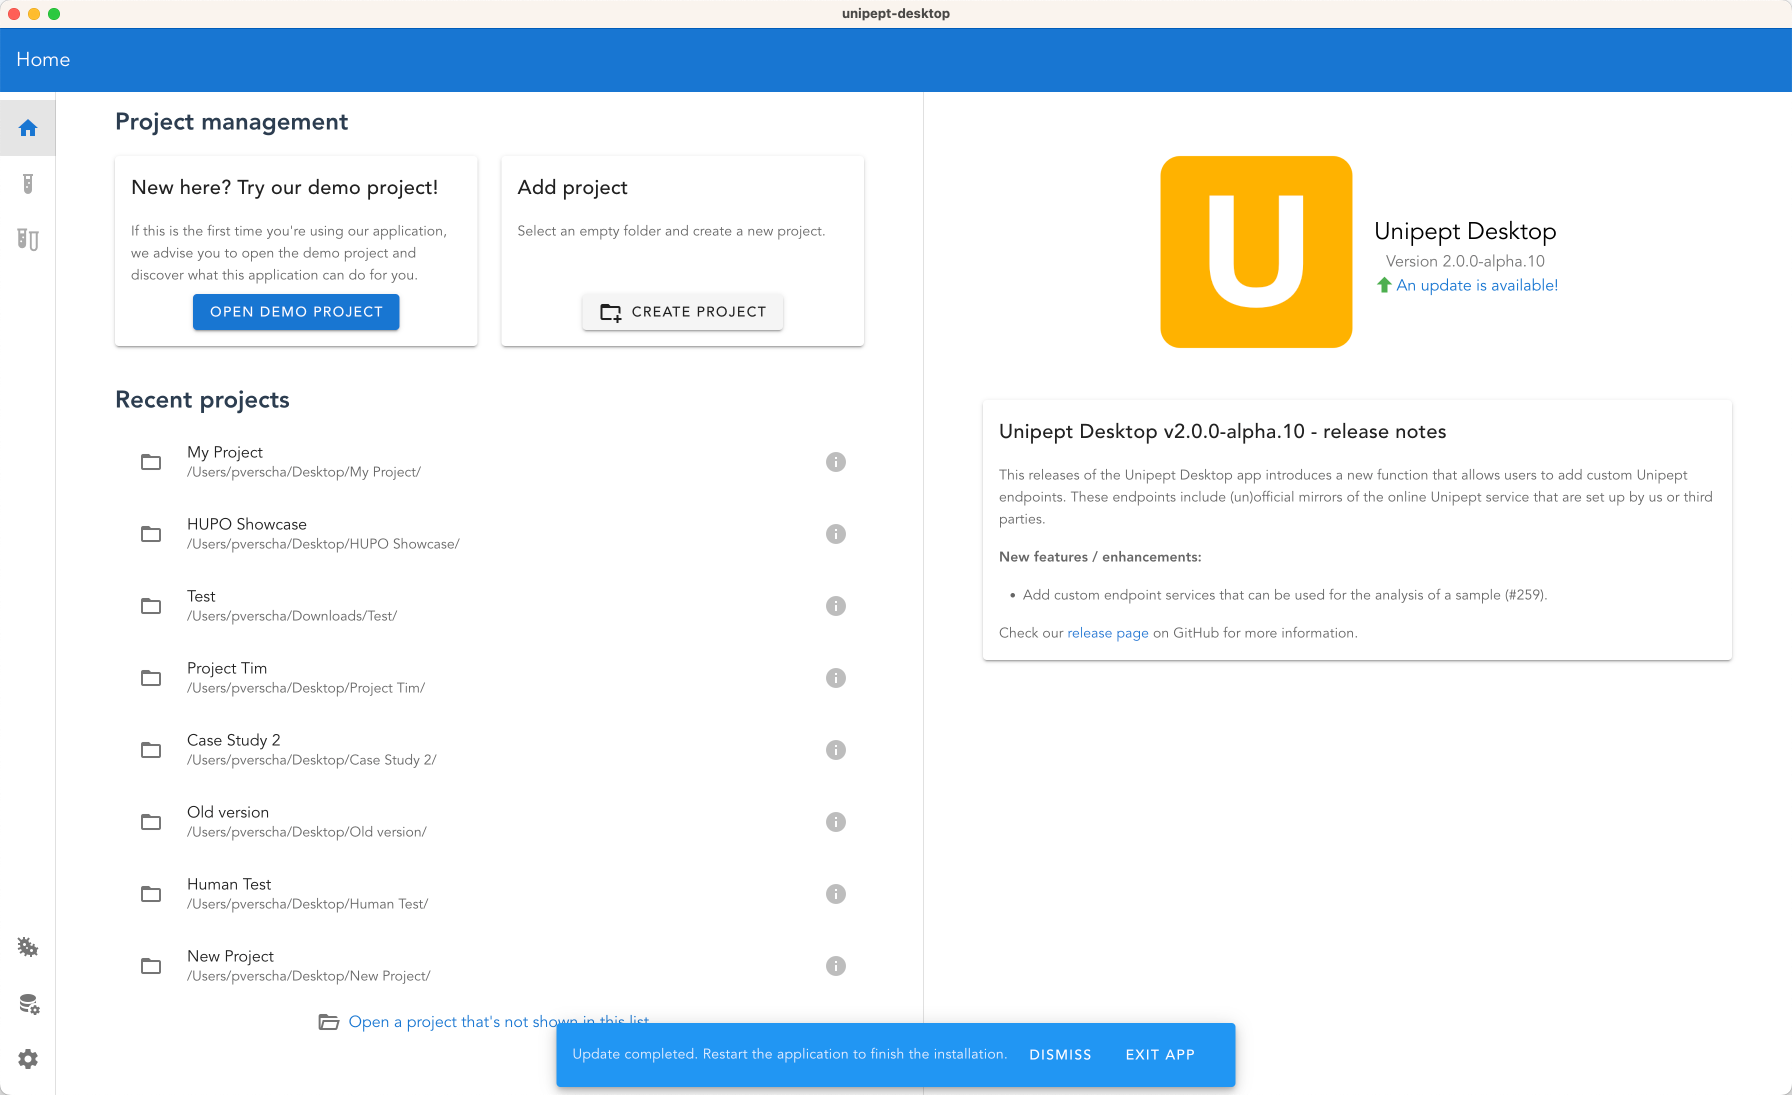 unipept-desktop
Home
Project management
New here? Try our demo project!
If this is the first time you're using our application,
we advise you to open the demo project and
discover what this application can do for you.
OPEN DEMO PROJECT
Add project
Select an empty folder and create a new project.
CREATE PROJECT
Recent projects
My Project
/Users/pverscha/Desktop/My Project/
HUPO Showcase
/Users/pverscha/Desktop/HUPO Showcase/
Test
/Users/pverscha/Downloads/Test/
Project Tim
/Users/pverscha/Desktop/Project Tim/
Case Study 2
/Users/pverscha/Desktop/Case Study 2/
Old version
/Users/pverscha/Desktop/Old version/
Human Test
/Users/pverscha/Desktop/Human Test/
New Project
/Users/pverscha/Desktop/New Project/
Open a project that's not shown in this list
U
Unipept Desktop
Version 2.0.0-alpha.10
An update is available!
Unipept Desktop v2.0.0-alpha.10 - release notes
This releases of the Unipept Desktop app introduces a new function that allows users to add custom Unipept
endpoints. These endpoints include (un)official mirrors of the online Unipept service that are set up by us or third
parties.
New features / enhancements:
• Add custom endpoint services that can be used for the analysis of a sample (#259).
Check our release page on GitHub for more information.
Update completed. Restart the application to finish the installation.
DISMISS
EXIT APP